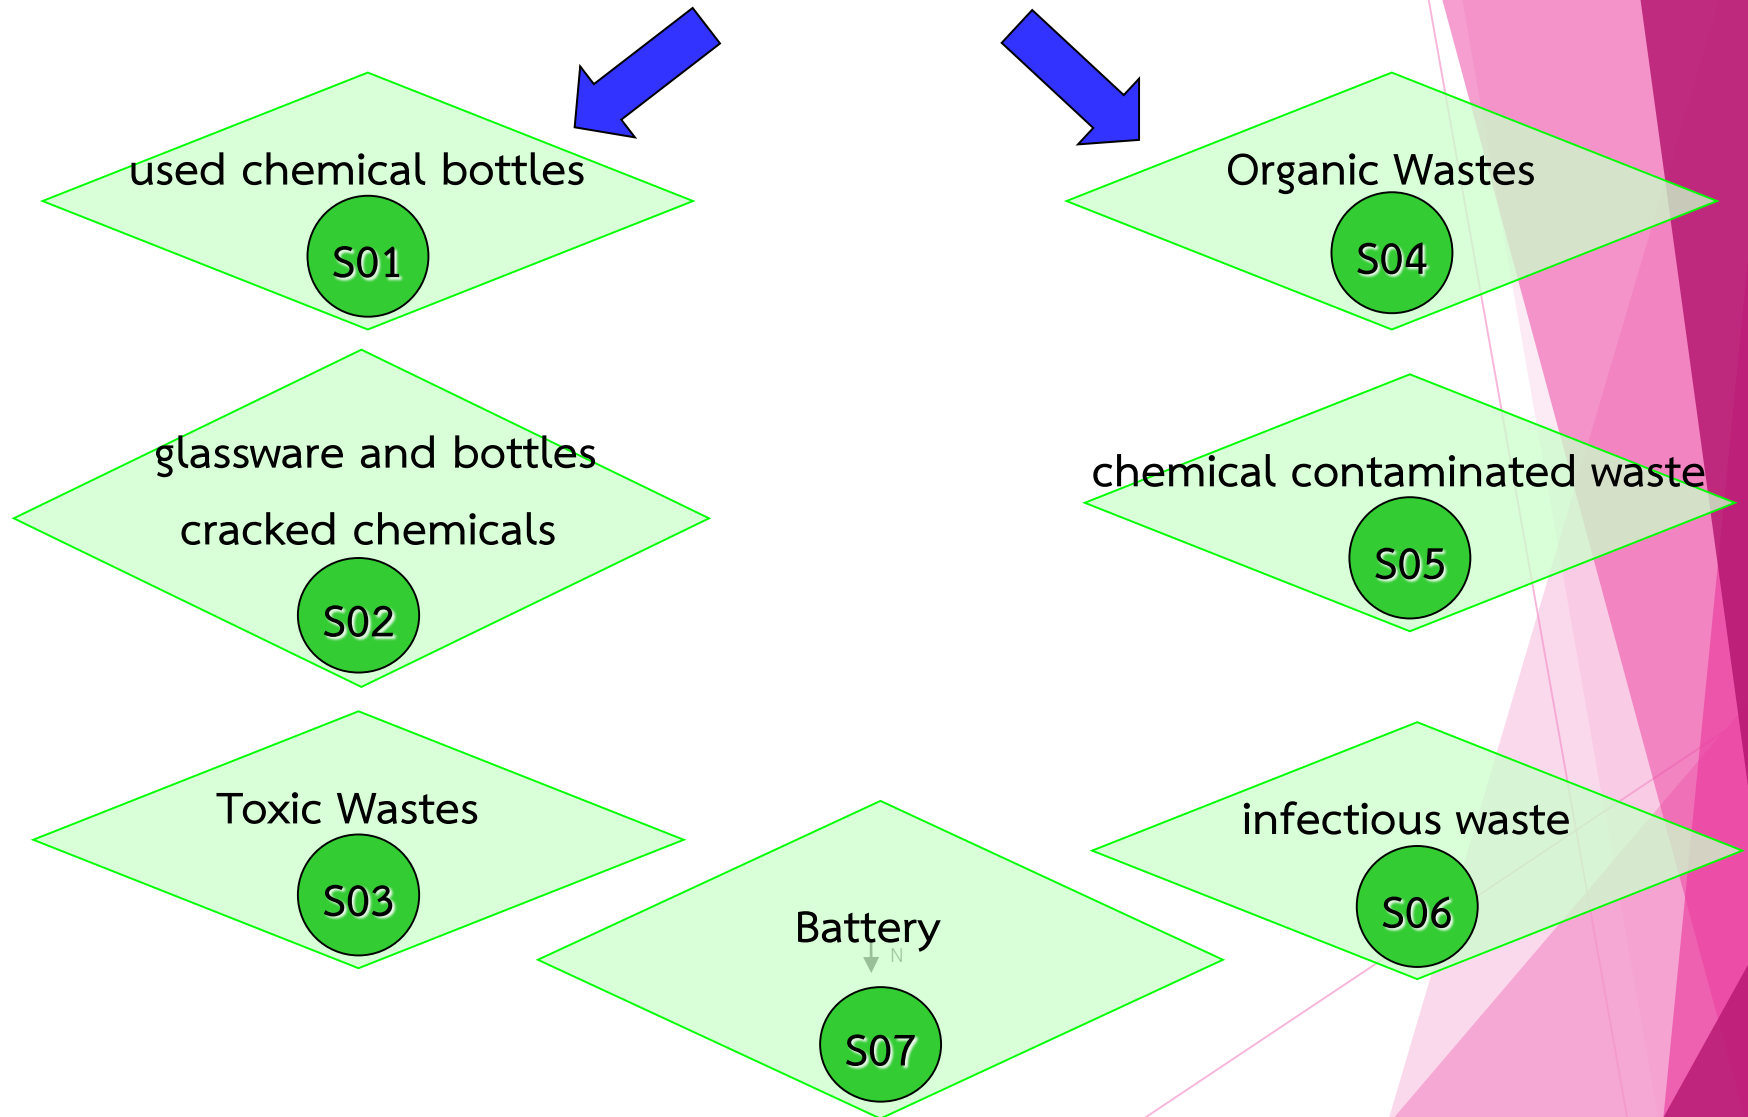 used chemical bottles
S01
glassware and bottles
cracked chemicals
S02
Toxic Wastes
S03
Organic Wastes
S04
chemical contaminated waste
S05
infectious waste
S06
Battery
N
S07